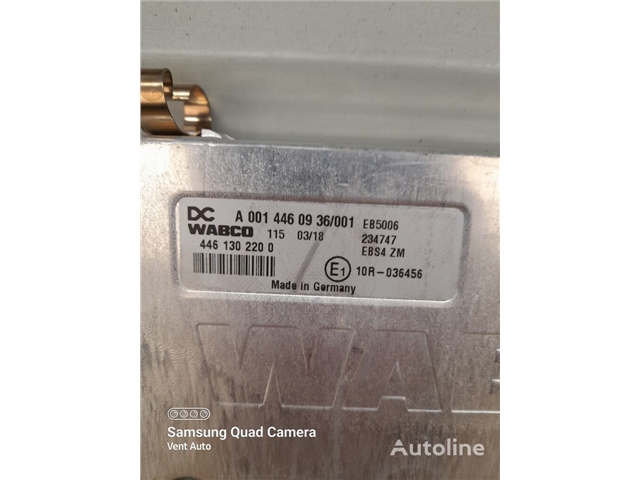 DC A 001 446 09 36/001 EB5006
WABCO 115 03/18 234747
446 130 220 0 EBS4 ZM
E1 10R-036456
Made in Germany
WAB
Samsung Quad Camera
Vent Auto
Autoline